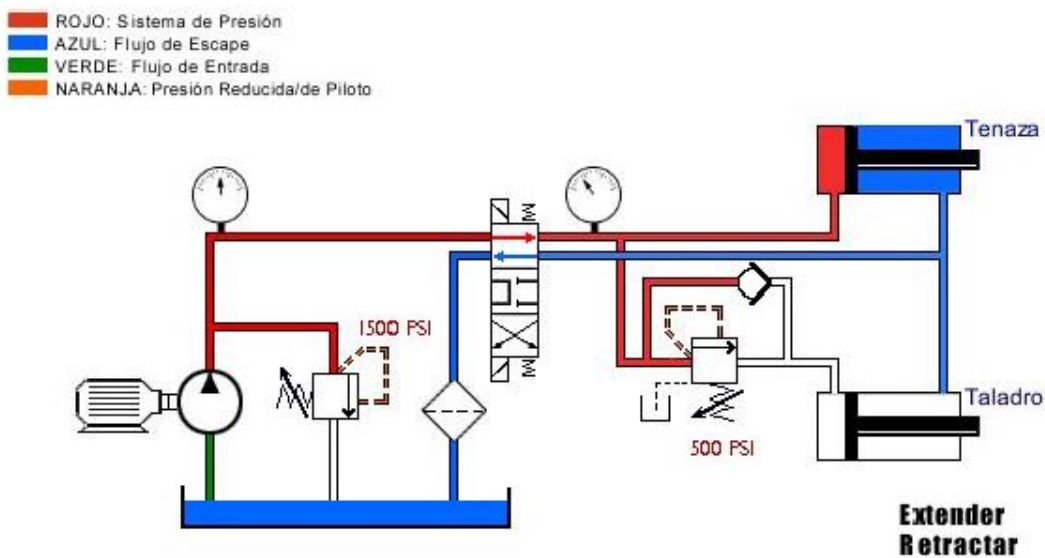 ROJO: Sistema de Presión
AZUL: Flujo de Escape
VERDE: Flujo de Entrada
NARANJA: Presión Reducida/de Piloto
Tenaza
1500 PSI
Taladro
500 PSI
Extender
Retractar